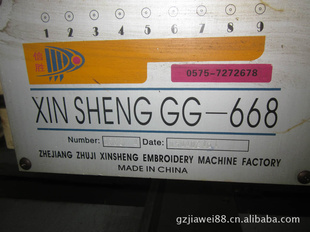 1 2 3 4 5 6 7 8 9
0575-7272678
XIN SHENG GG-668
Number: Date:
ZHEJIANG ZHUJI XINSHENG EMBROIDERY MACHINE FACTORY
MADE IN CHINA
gzjiawei88.cn.alibaba.com